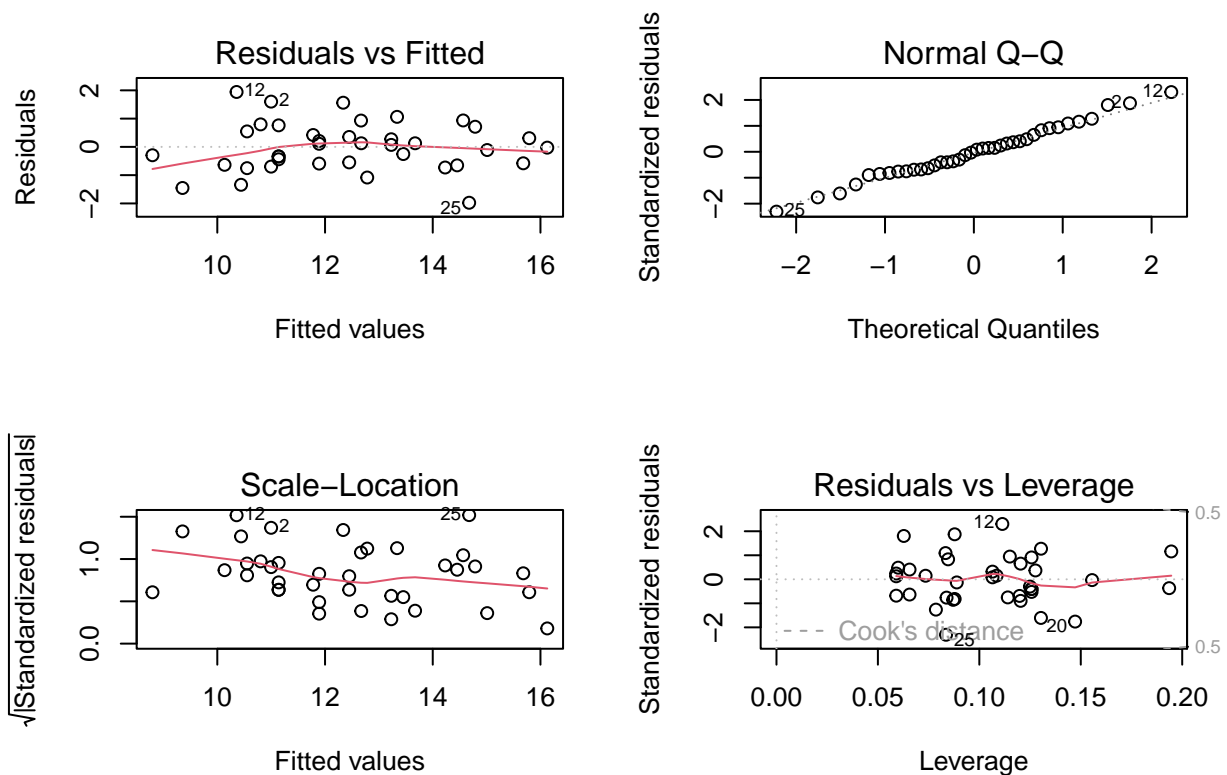 Residuals vs Fitted
Residuals
−2 0 2
10 12 14 16
Fitted values
12
2
25
Normal Q−Q
Standardized residuals
−2 0 2
−2 −1 0 1 2
Theoretical Quantiles
12
2
25
Scale−Location
√|Standardized residuals|
0.0 1.0
10 12 14 16
Fitted values
12
2
25
Residuals vs Leverage
Standardized residuals
−2 0 2
0.00 0.05 0.10 0.15 0.20
Leverage
Cook's distance
0.5
0.5
12
20
25